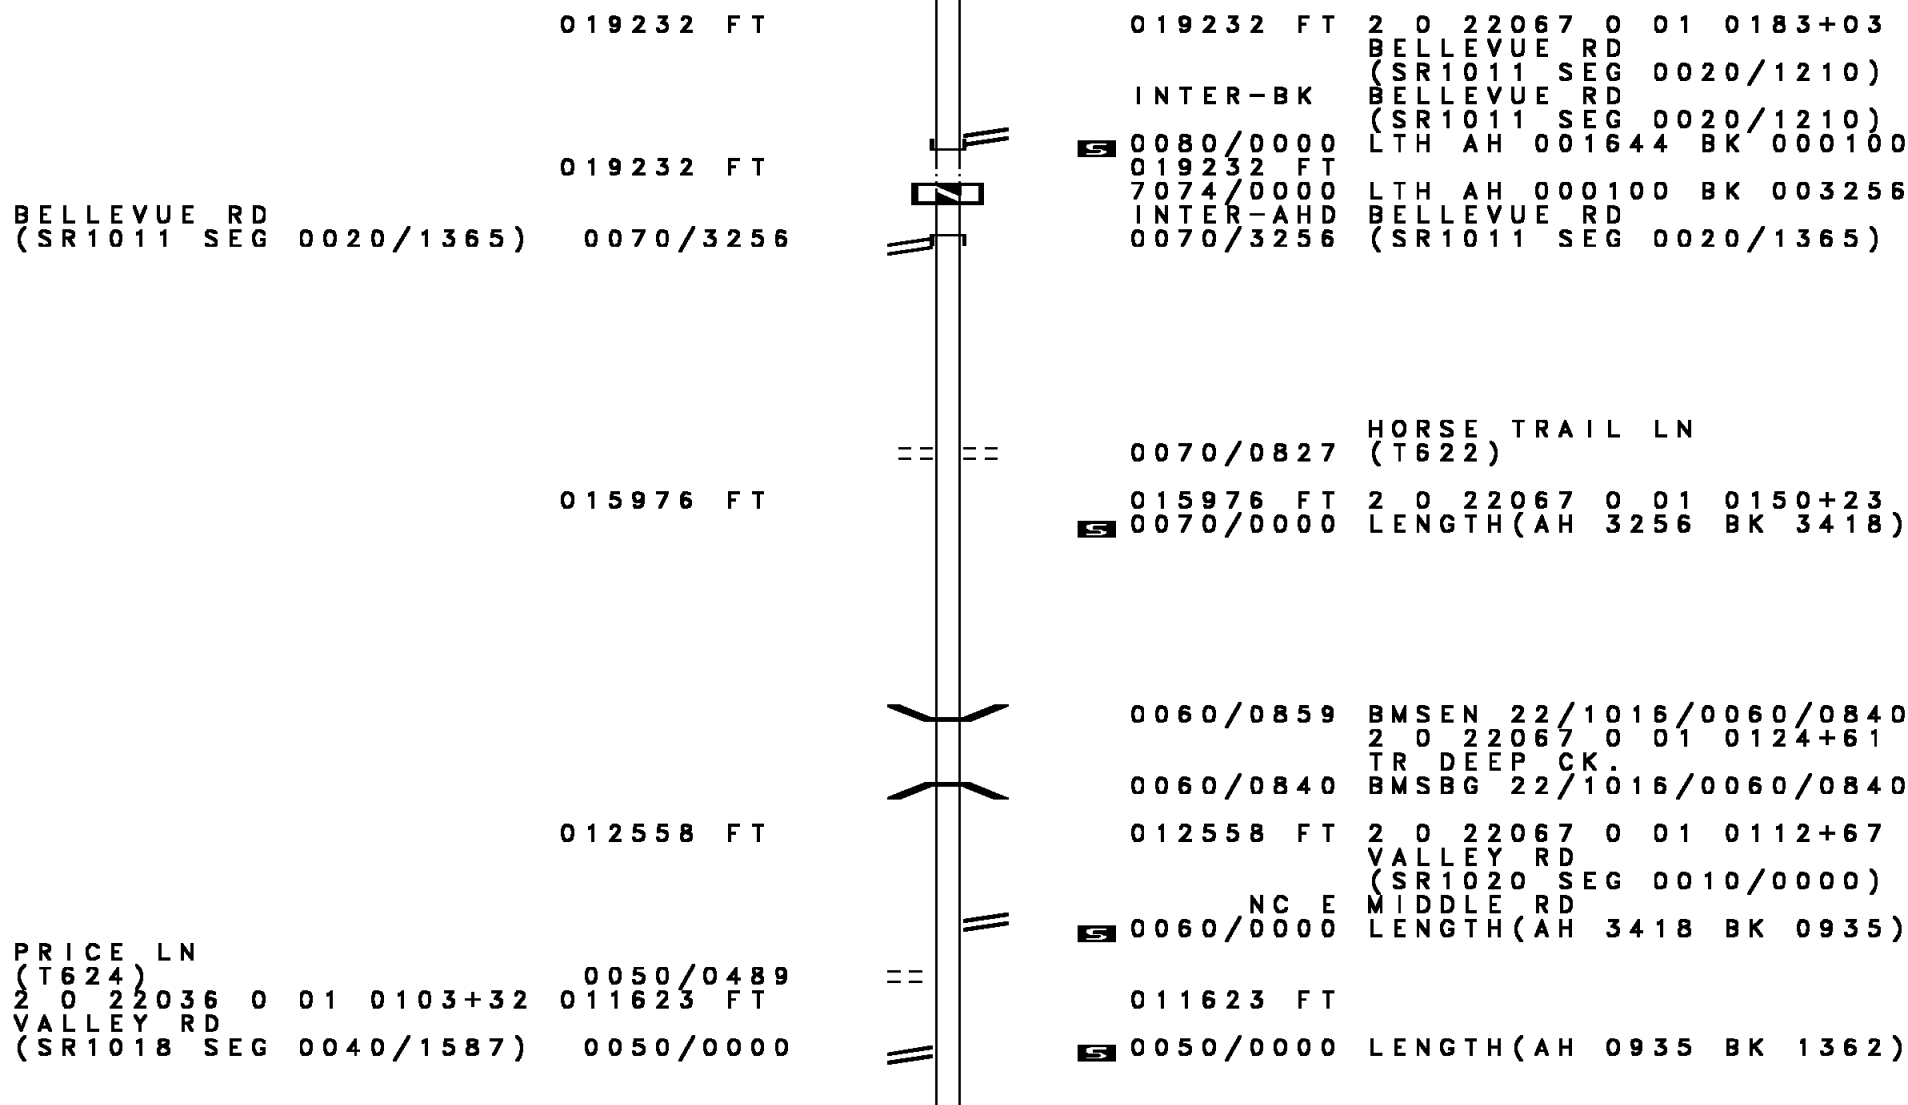 019232 FT 019232 FT 2 0 22067 0 01 0183+03
BELLEVUE RD
(SR1011 SEG 0020/1210)
INTER-BK BELLEVUE RD
(SR1011 SEG 0020/1210)
S 0080/0000 LTH AH 001644 BK 000100
019232 FT 019232 FT
7074/0000 LTH AH 000100 BK 003256
BELLEVUE RD INTER-AHD BELLEVUE RD
(SR1011 SEG 0020/1365) 0070/3256 0070/3256 (SR1011 SEG 0020/1365)
HORSE TRAIL LN
0070/0827 (T622)
015976 FT 015976 FT 2 0 22067 0 01 0150+23
S 0070/0000 LENGTH(AH 3256 BK 3418)
0060/0859 BMSEN 22/1016/0060/0840
2 0 22067 0 01 0124+61
TR DEEP CK.
0060/0840 BMSBG 22/1016/0060/0840
012558 FT 012558 FT 2 0 22067 0 01 0112+67
VALLEY RD
(SR1020 SEG 0010/0000)
NC E MIDDLE RD
S 0060/0000 LENGTH(AH 3418 BK 0935)
PRICE LN
(T624) 0050/0489
2 0 22036 0 01 0103+32 011623 FT 011623 FT
VALLEY RD
(SR1018 SEG 0040/1587) 0050/0000 S 0050/0000 LENGTH(AH 0935 BK 1362)